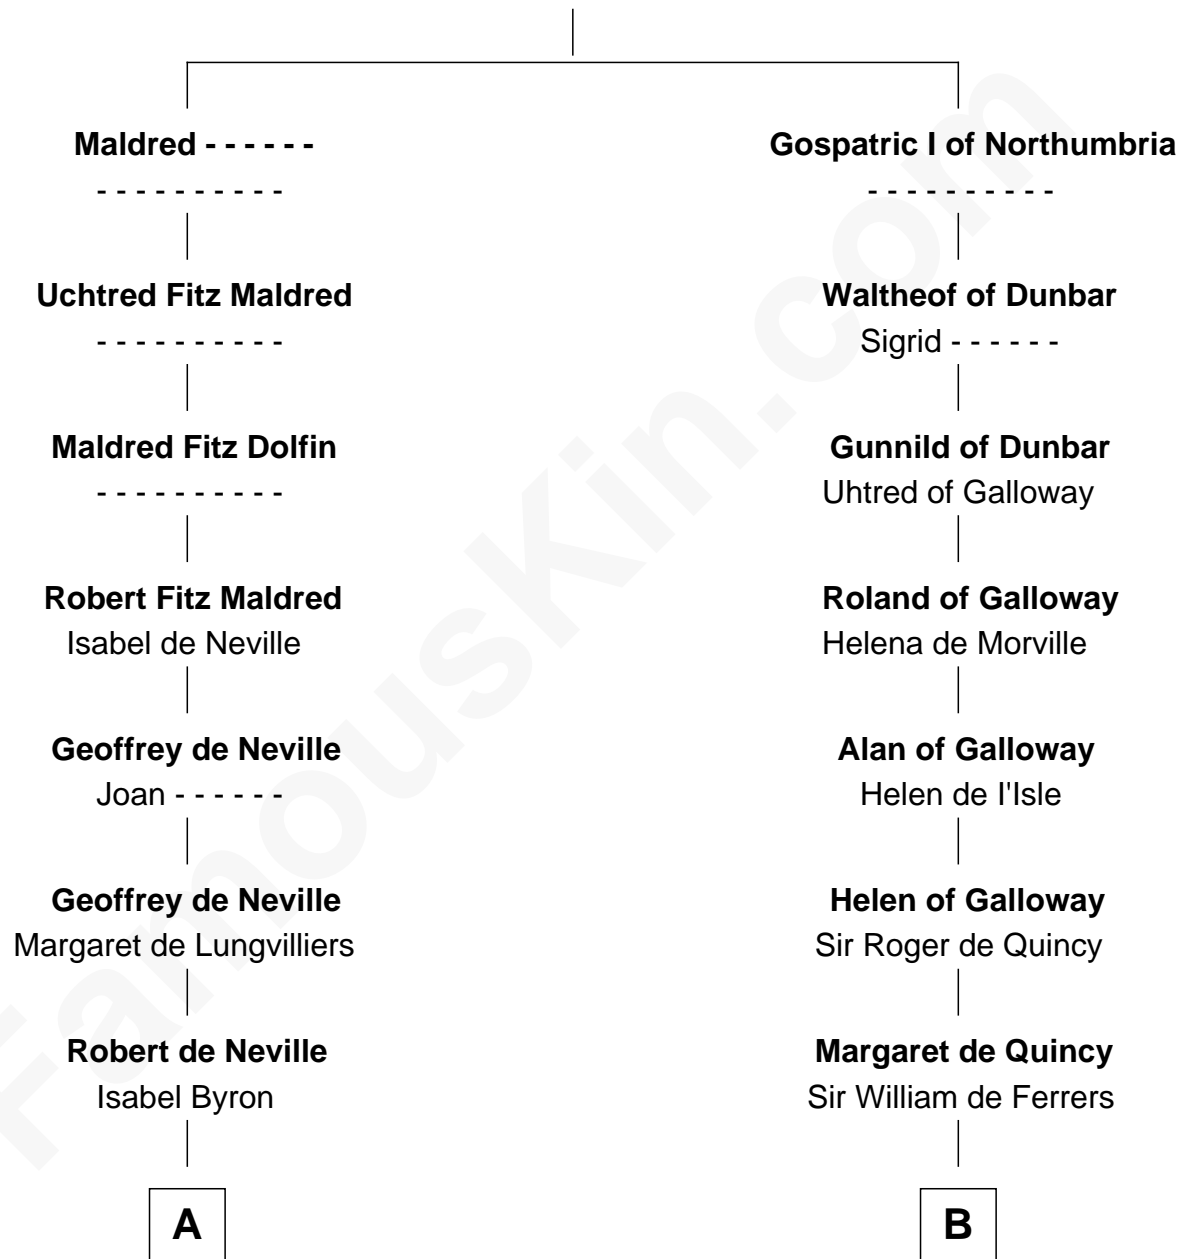 Maldred - - - - - -
- - - - - - - - - -
Uchtred Fitz Maldred
- - - - - - - - - -
Maldred Fitz Dolfin
- - - - - - - - - -
Robert Fitz Maldred
Isabel de Neville
Geoffrey de Neville
Joan - - - - - -
Geoffrey de Neville
Margaret de Lungvilliers
Robert de Neville
Isabel Byron
A
Gospatric I of Northumbria
- - - - - - - - - -
Waltheof of Dunbar
Sigrid - - - - - -
Gunnild of Dunbar
Uhtred of Galloway
Roland of Galloway
Helena de Morville
Alan of Galloway
Helen de I'Isle
Helen of Galloway
Sir Roger de Quincy
Margaret de Quincy
Sir William de Ferrers
B
FamousKin.com